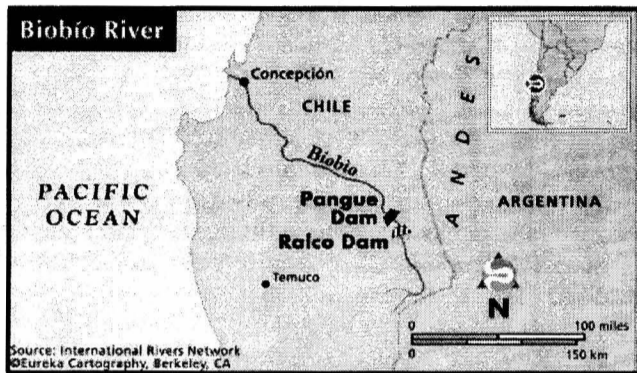 Biobío River
Concepción
CHILE
Biobío
ANDES
PACIFIC
OCEAN
ARGENTINA
Pangue
Dam
Ralco Dam
Temuco
N
0 100 miles
0 150 km
Source: International Rivers Network
©Eureka Cartography, Berkeley, CA